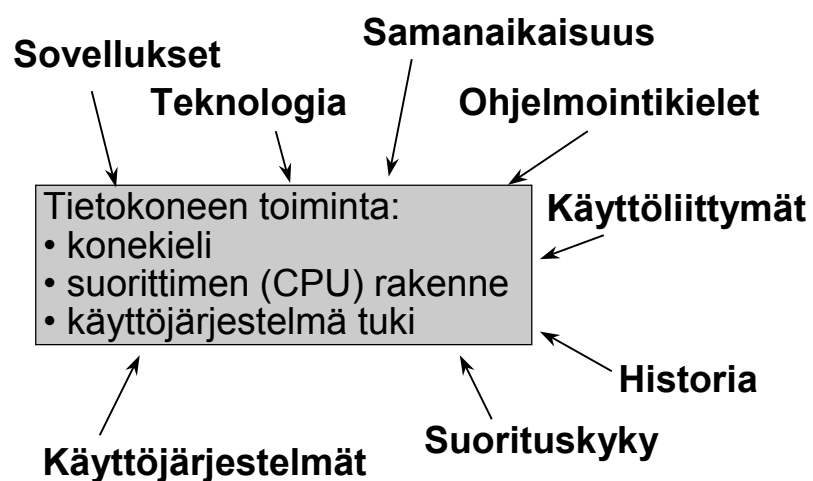 Samanaikaisuus
Sovellukset
Teknologia
Ohjelmointikielet
Tietokoneen toiminta:
• konekieli
• suorittimen (CPU) rakenne
• käyttöjärjestelmä tuki
Käyttöliittymät
Historia
Suorituskyky
Käyttöjärjestelmät